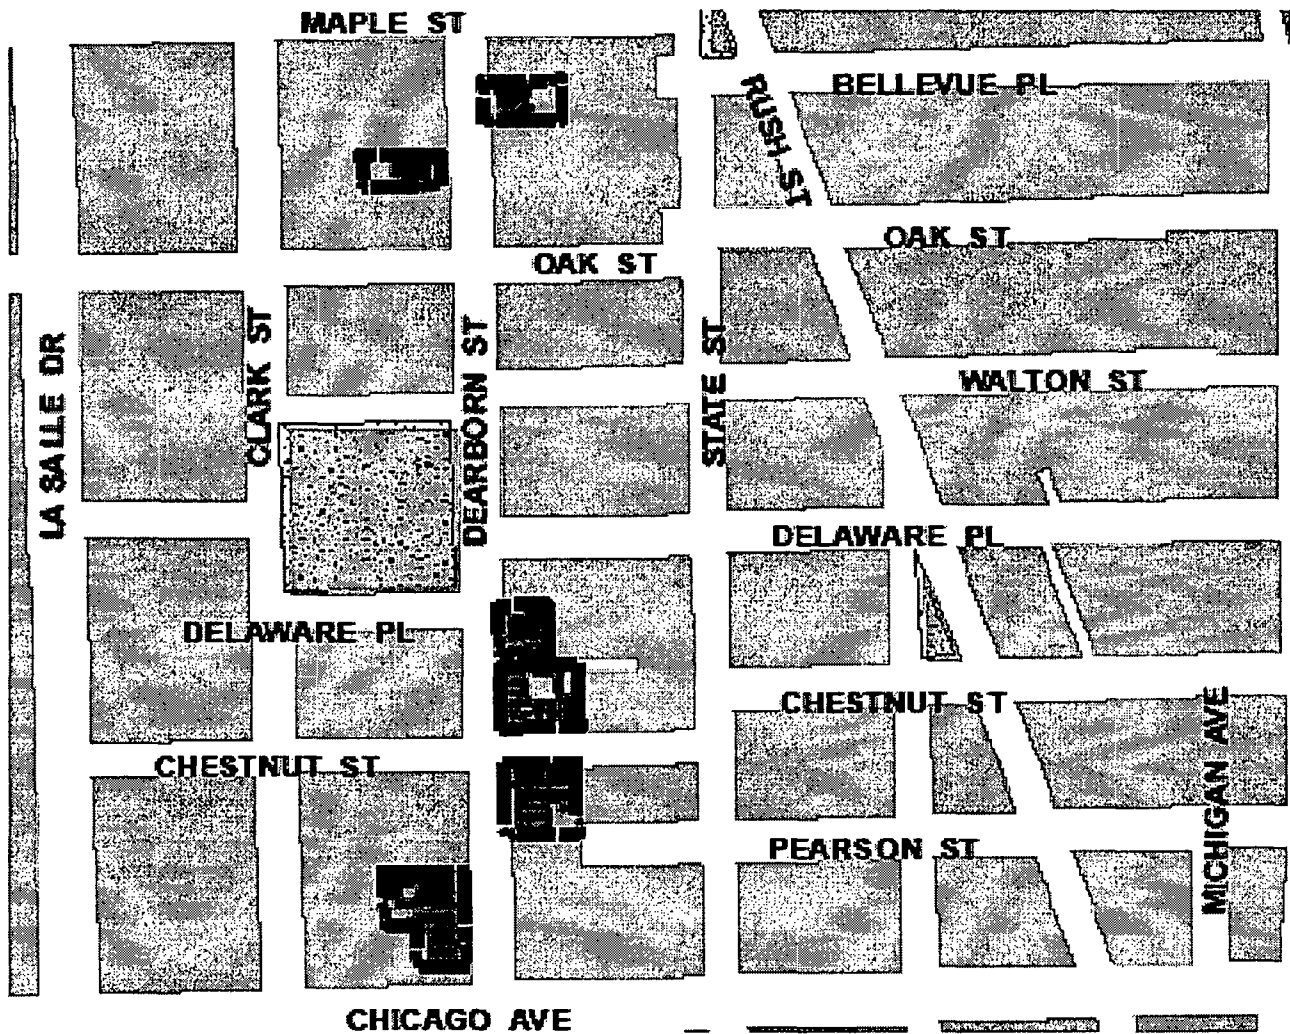 MAPLE ST
BELLEVUE PL
RUSH ST
OAK ST
OAK ST
LA SALLE DR
CLARK ST
DEARBORN ST
STATE ST
WALTON ST
DELAWARE PL
DELAWARE PL
CHESTNUT ST
CHESTNUT ST
MICHIGAN AVE
PEARSON ST
CHICAGO AVE